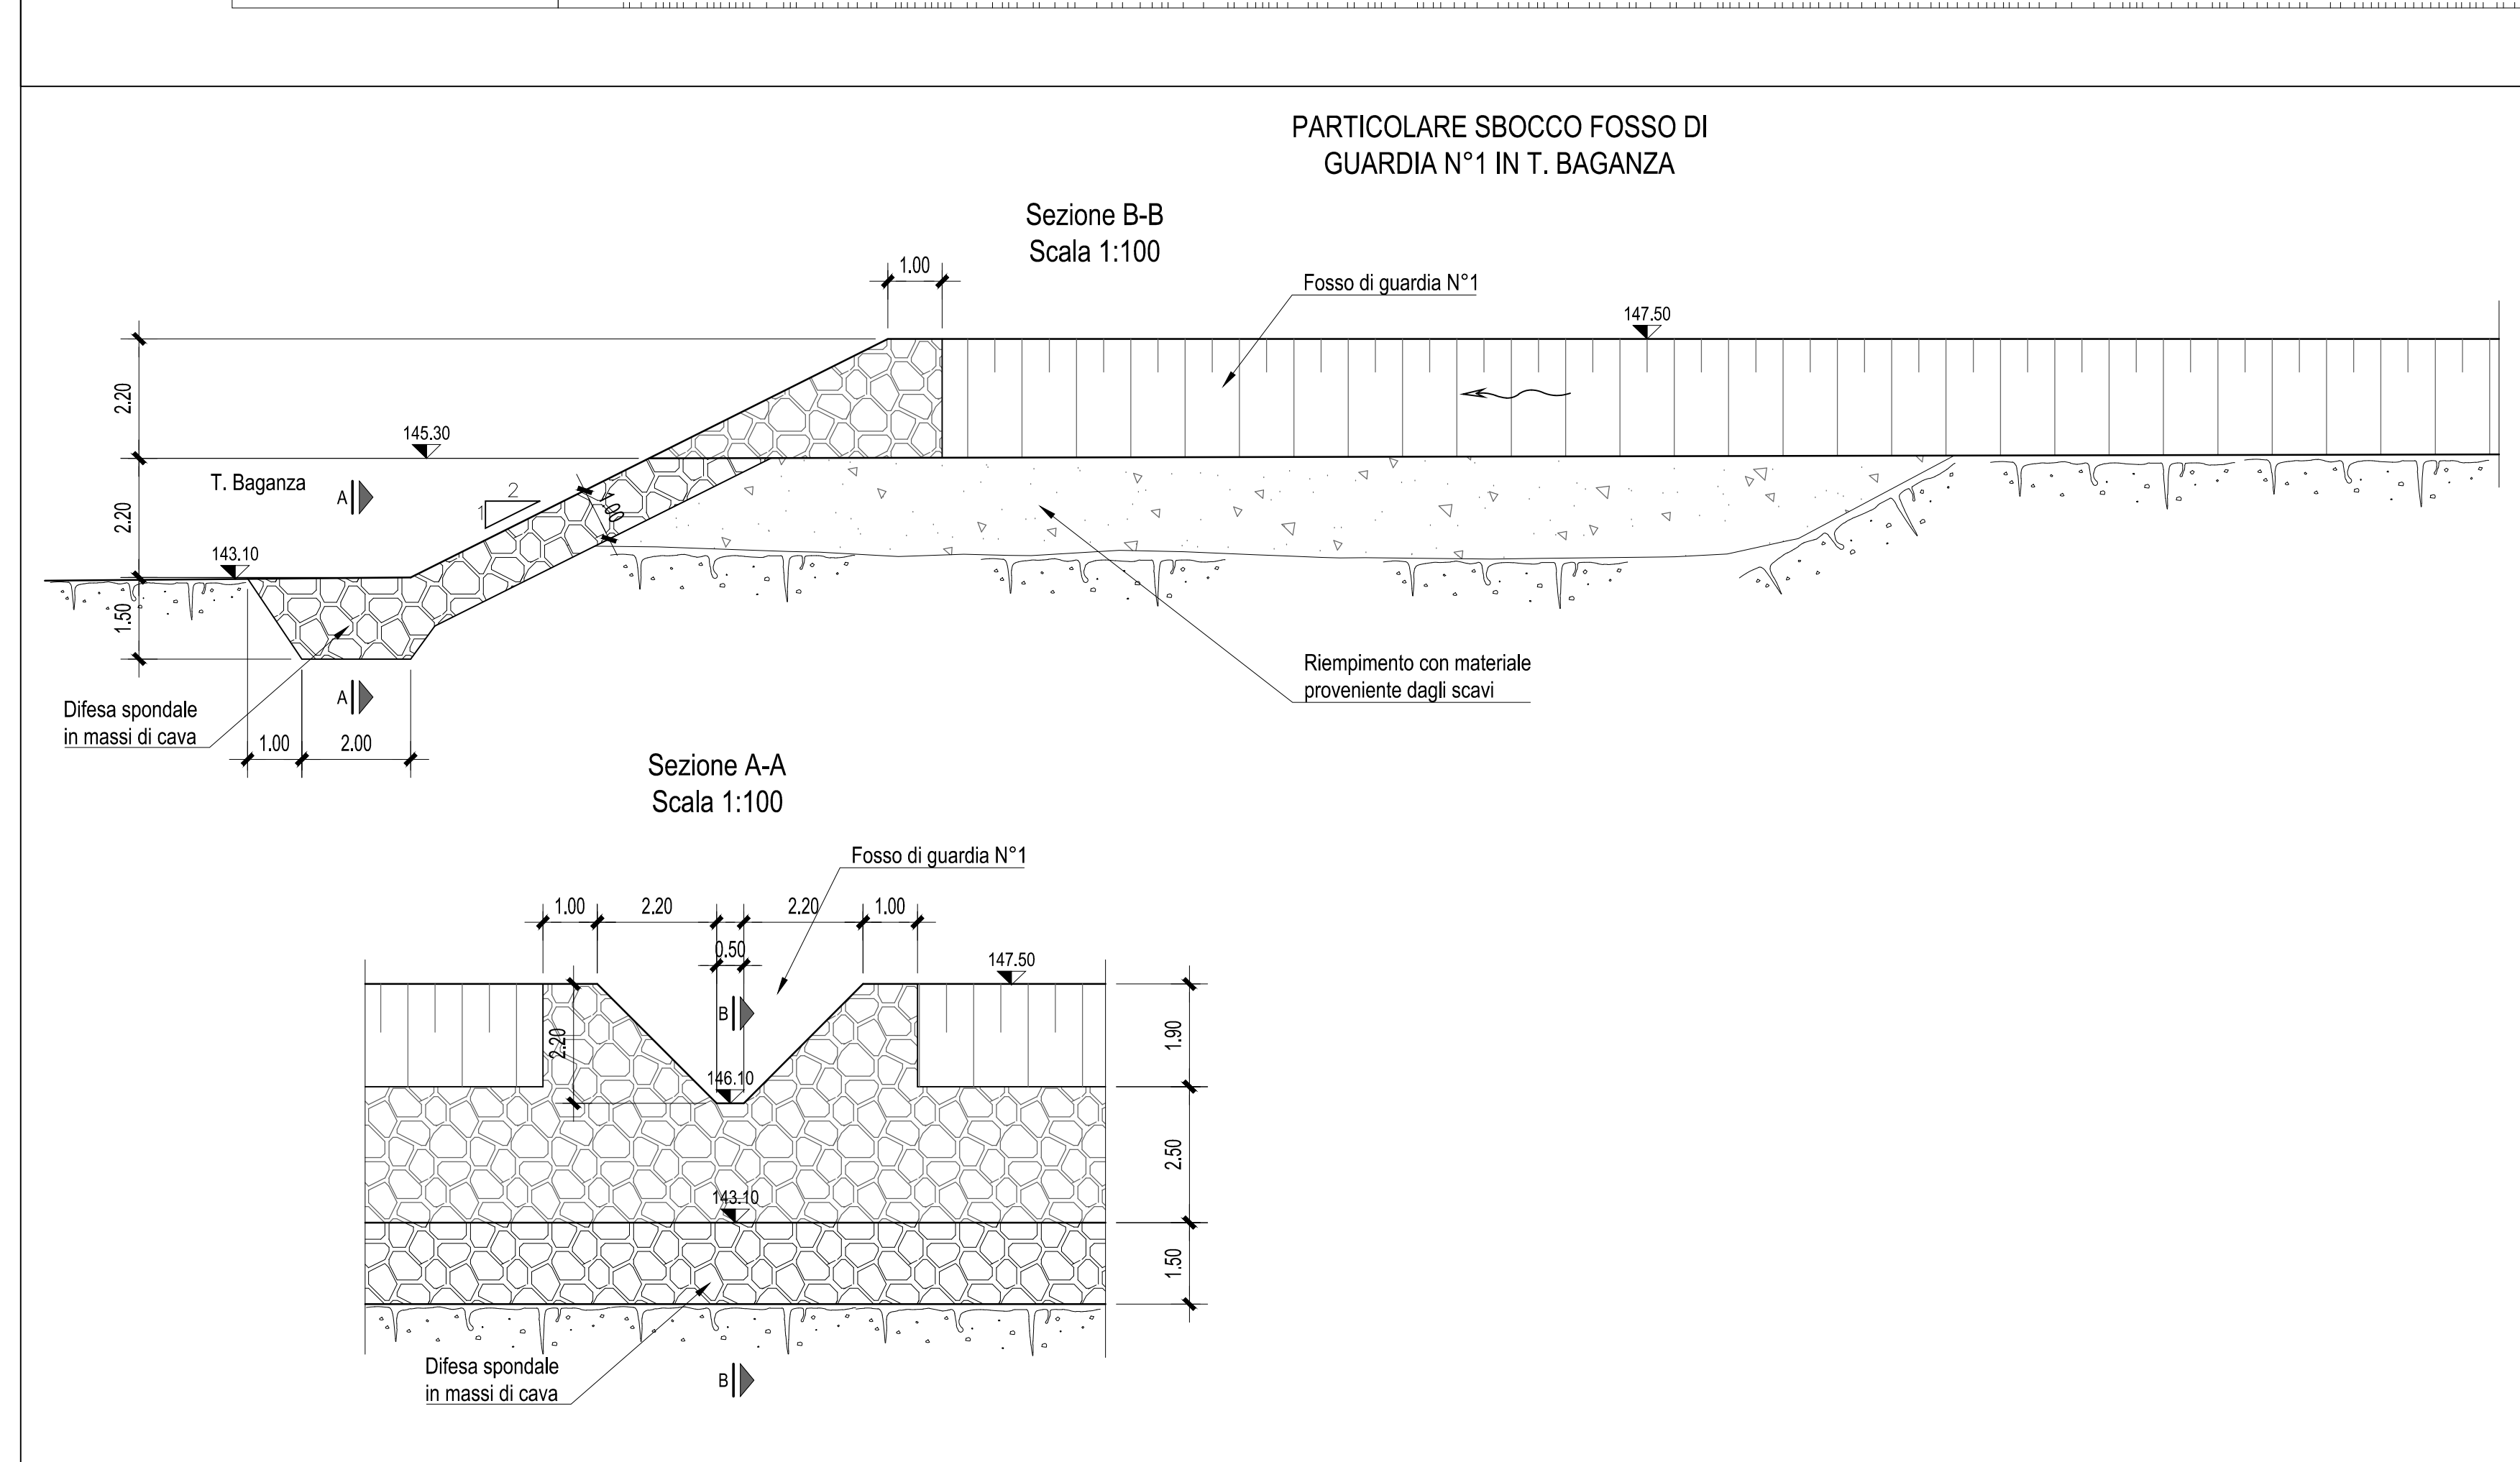 PARTICOLARE SBOCCO FOSSO DI
GUARDIA N°1 IN T. BAGANZA
Sezione B-B
Scala 1:100
1.00
Fosso di guardia N°1
147.50
2.20
145.30
T. Baganza
A
2
1
1.00
2.20
143.10
1.50
A
Difesa spondale
in massi di cava
1.00
2.00
Riempimento con materiale
proveniente dagli scavi
Sezione A-A
Scala 1:100
Fosso di guardia N°1
1.00
2.20
2.20
1.00
0.50
147.50
B
2.20
1.90
146.10
2.50
143.10
1.50
Difesa spondale
in massi di cava
B